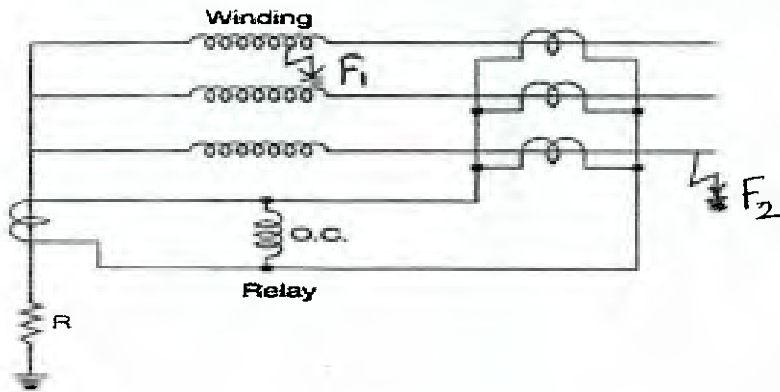 Winding
F1
F2
O.C.
Relay
R